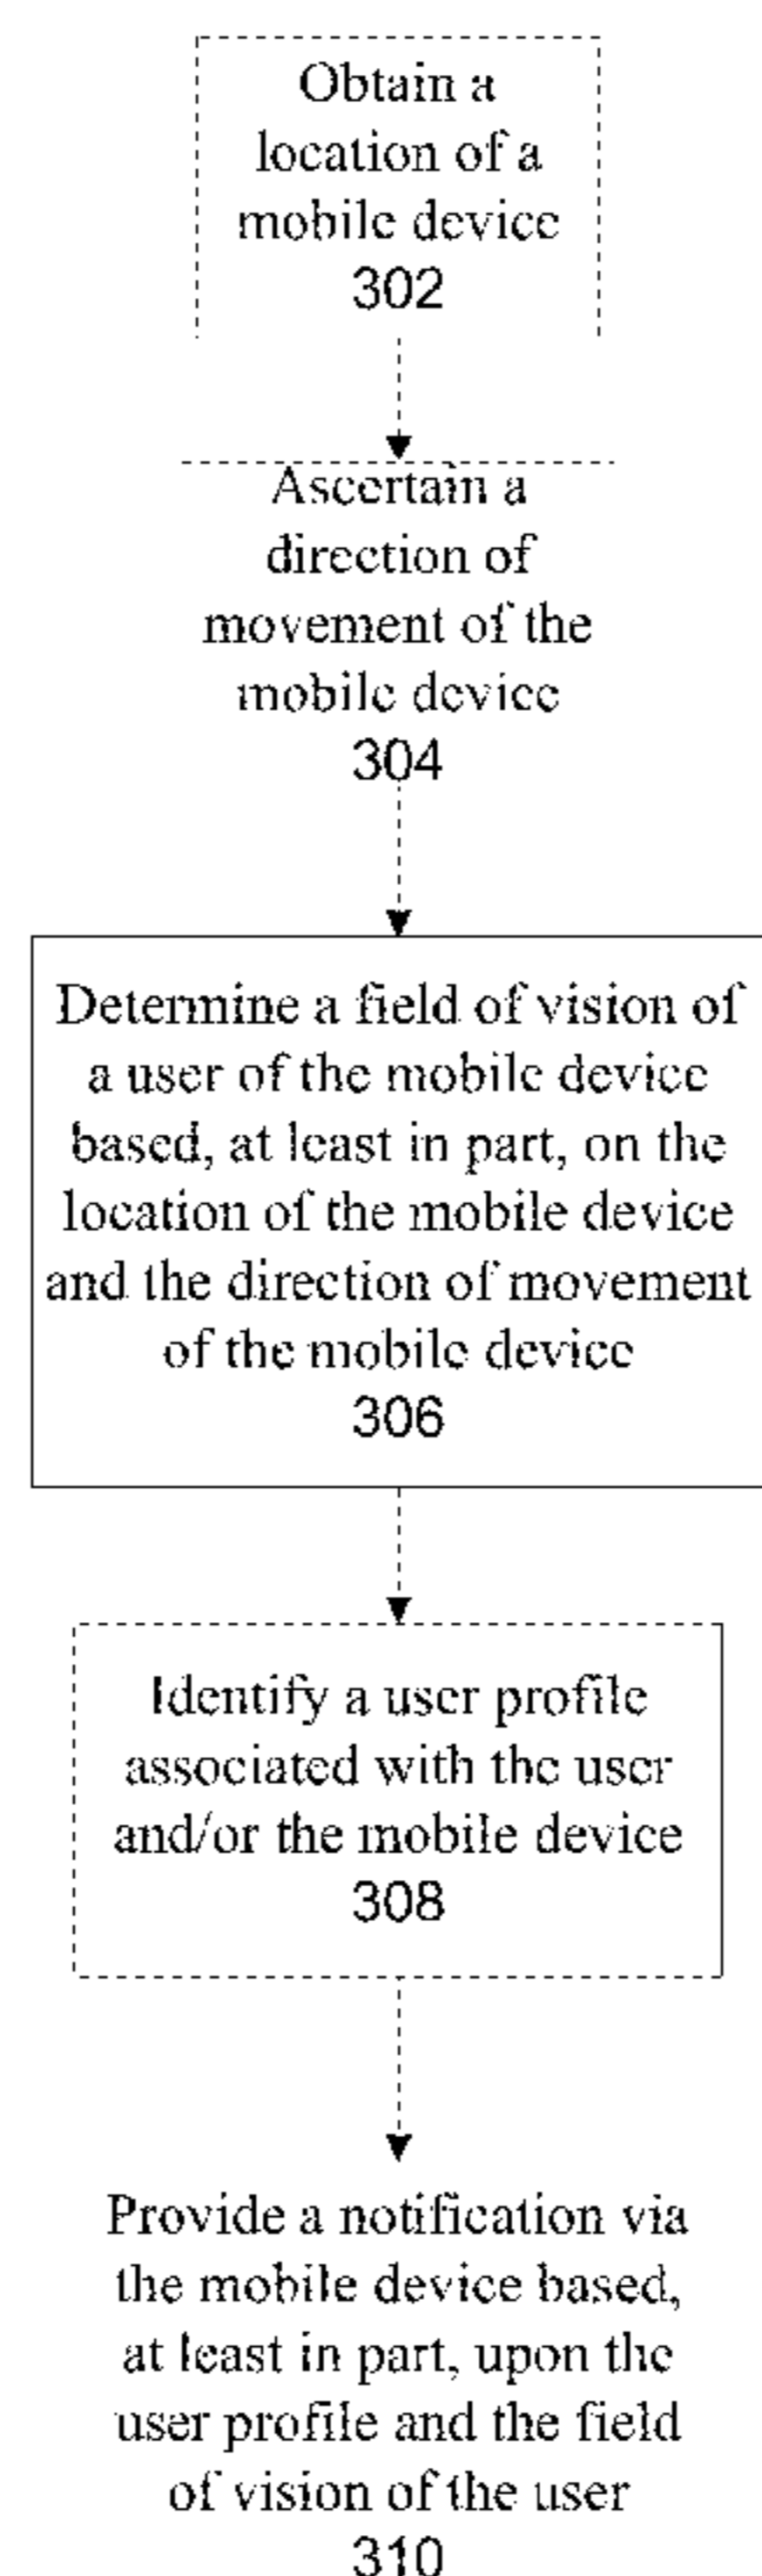 Obtain a
location of a
mobile device
302
Ascertain a
direction of
movement of the
mobile device
304
Determine a field of vision of
a user of the mobile device
based, at least in part, on the
location of the mobile device
and the direction of movement
of the mobile device
306
Identify a user profile
associated with the user
and/or the mobile device
308
Provide a notification via
the mobile device based,
at least in part, upon the
user profile and the field
of vision of the user
310